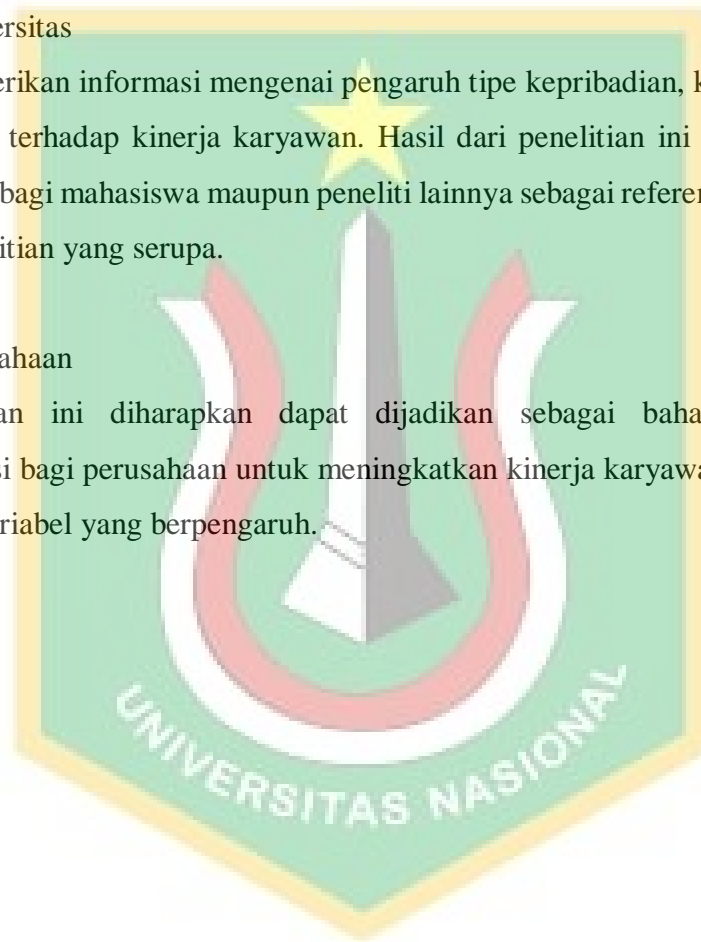 ersitas
erikan informasi mengenai pengaruh tipe kepribadian, k
terhadap kinerja karyawan. Hasil dari penelitian ini
bagi mahasiswa maupun peneliti lainnya sebagai referen
itian yang serupa.
ahaan
an ini diharapkan dapat dijadikan sebagai baha
si bagi perusahaan untuk meningkatkan kinerja karyawa
riabel yang berpengaruh.
UNIVERSITAS NASIONAL